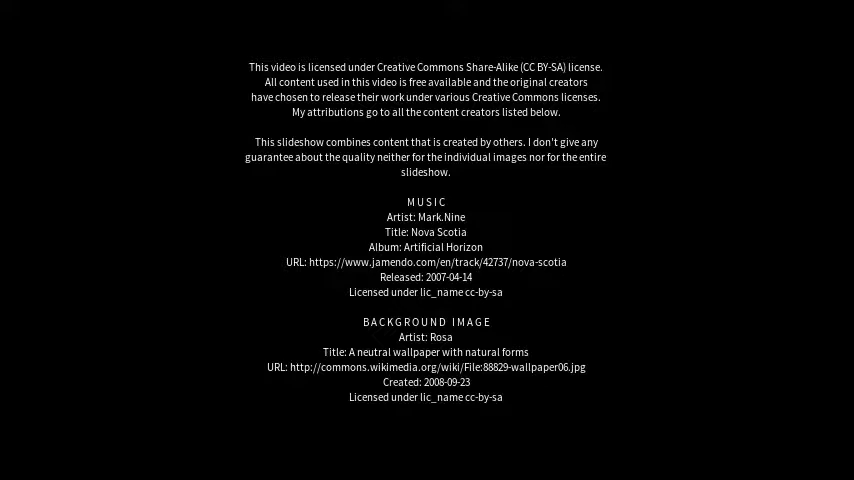 This video is licensed under Creative Commons Share-Alike (CC BY-SA) license.
All content used in this video is free available and the original creators
have chosen to release their work under various Creative Commons licenses.
My attributions go to all the content creators listed below.
This slideshow combines content that is created by others. I don't give any
guarantee about the quality neither for the individual images nor for the entire
slideshow.
MUSIC
Artist: Mark.Nine
Title: Nova Scotia
Album: Artificial Horizon
URL: https://www.jamendo.com/en/track/42737/nova-scotia
Released: 2007-04-14
Licensed under lic_name cc-by-sa
BACKGROUND IMAGE
Artist: Rosa
Title: A neutral wallpaper with natural forms
URL: http://commons.wikimedia.org/wiki/File:88829-wallpaper06.jpg
Created: 2008-09-23
Licensed under lic_name cc-by-sa